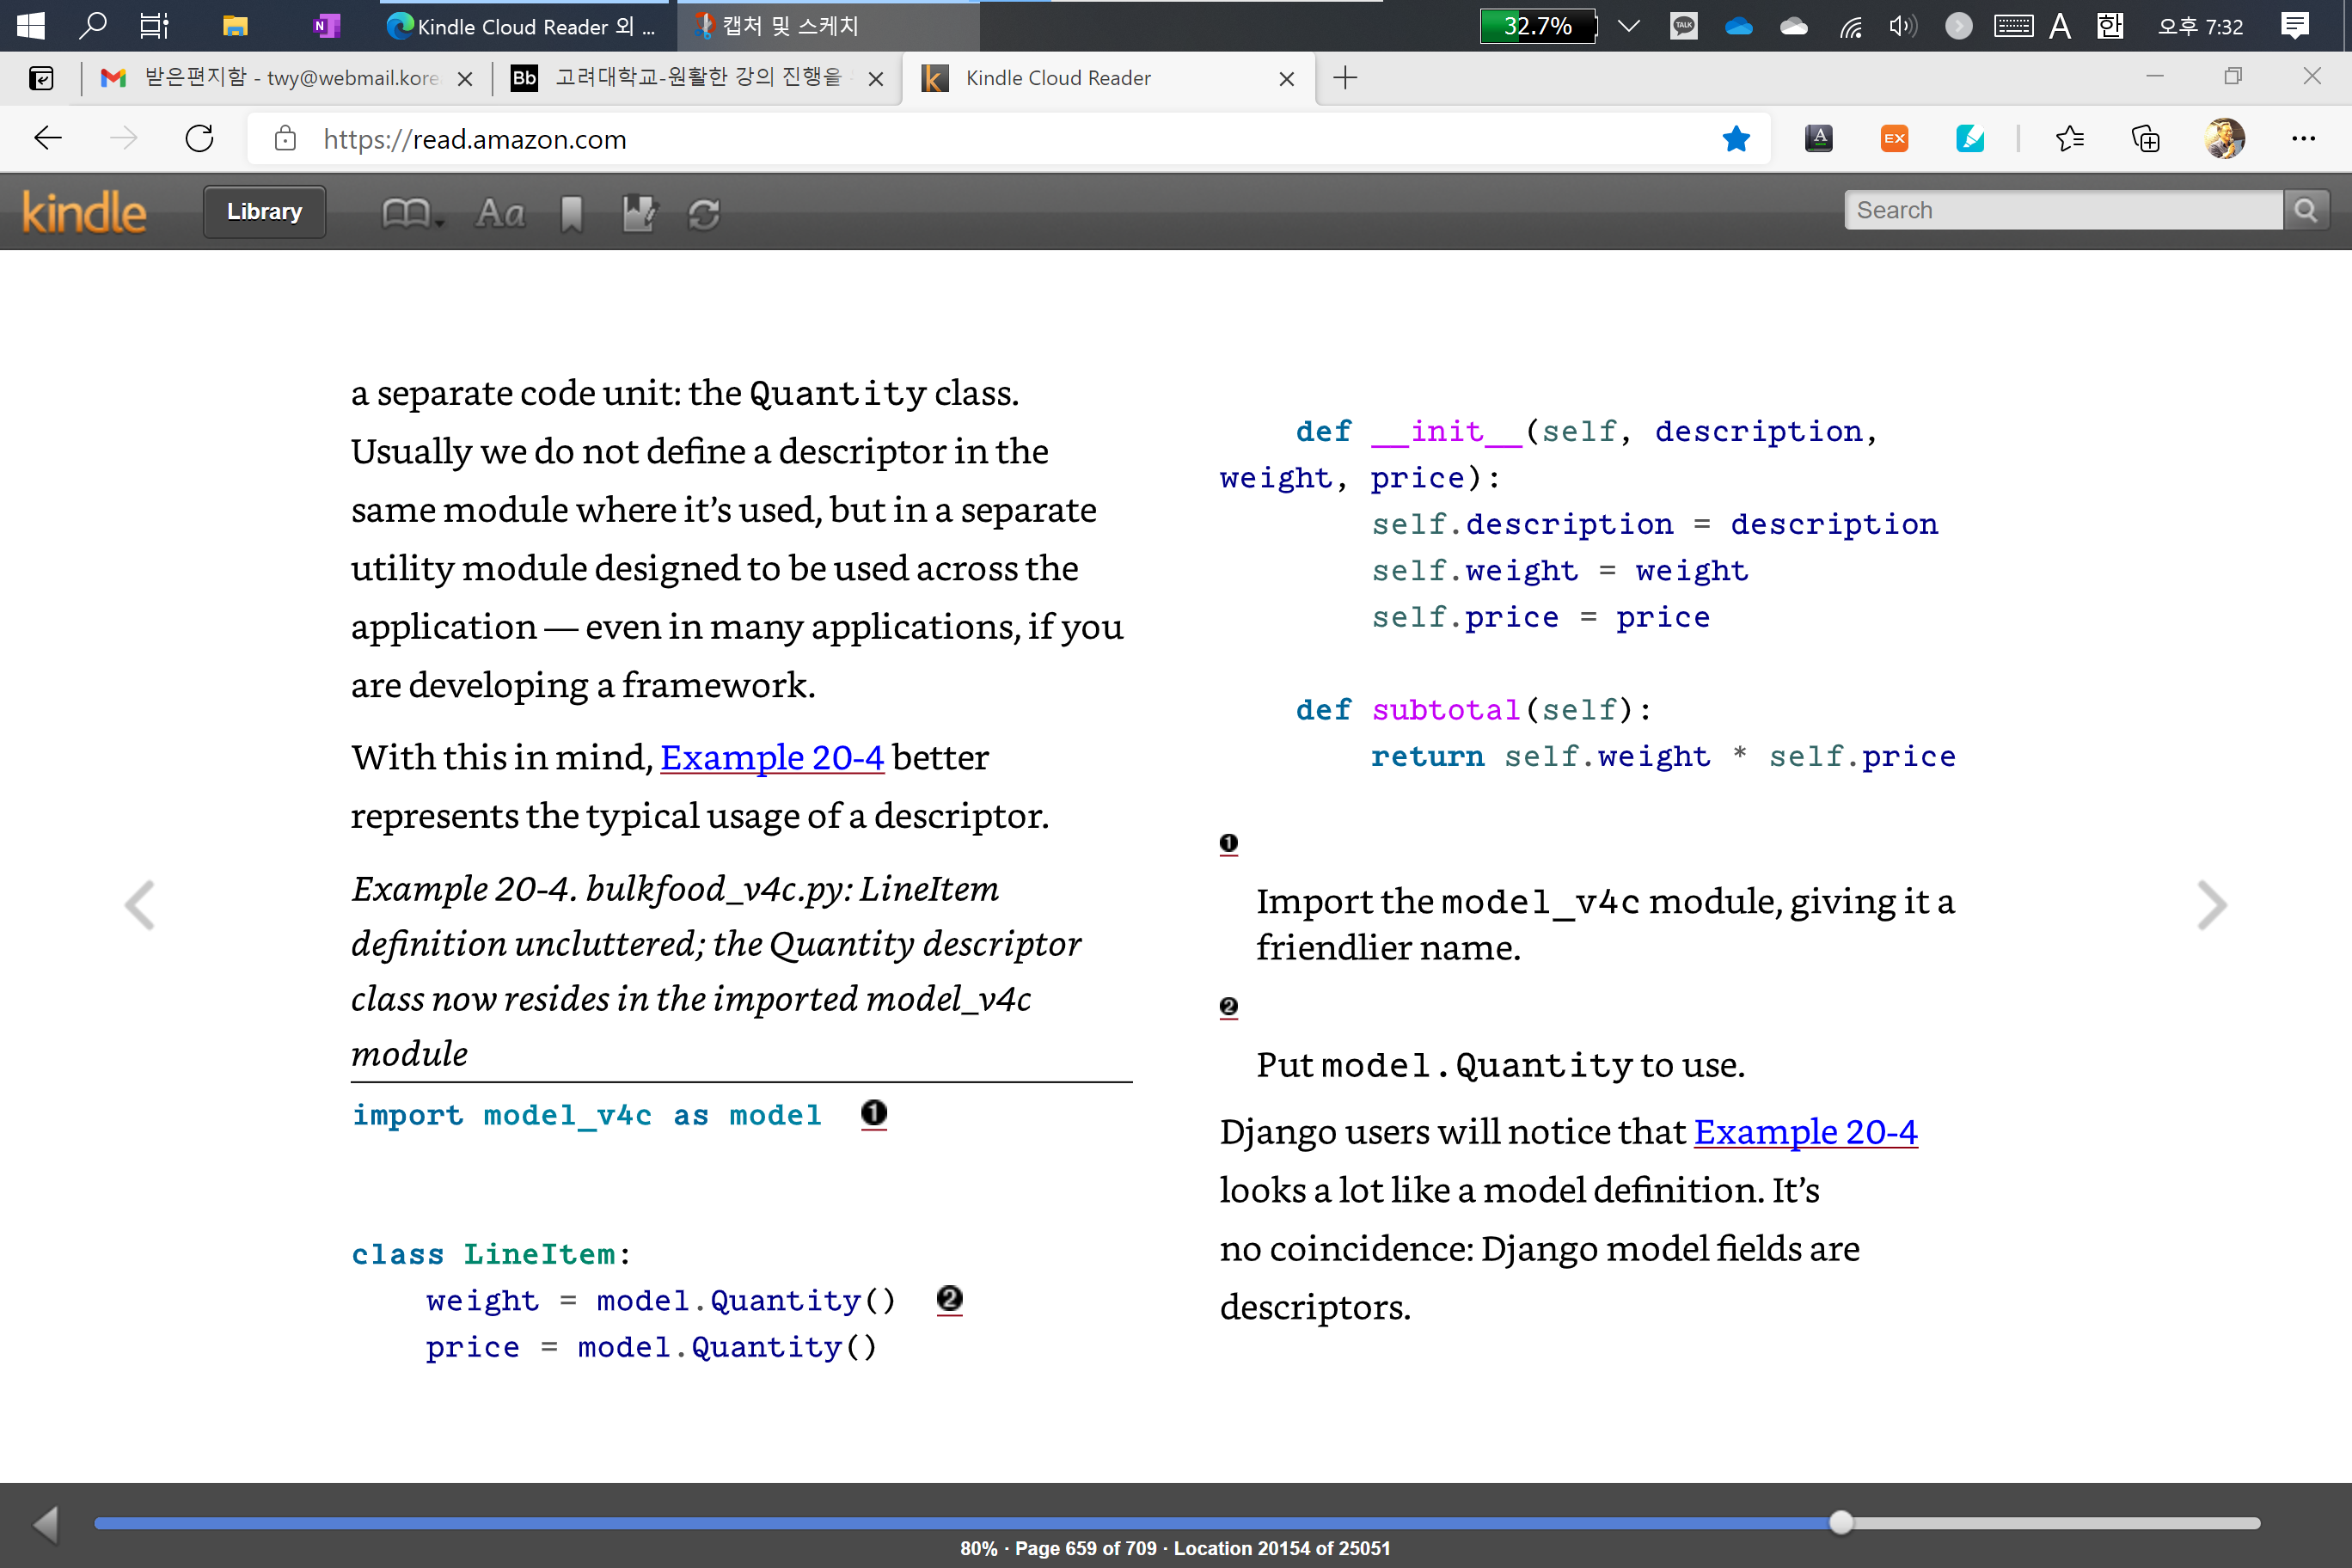 Kindle Cloud Reader 외 ...
캡처 및 스케치
32.7%
TALK
A
한
오후 7:32
받은편지함 - twy@webmail.kore
Bb
고려대학교-원활한 강의 진행을
Kindle Cloud Reader
https://read.amazon.com
A
EX
kindle
Library
Aa
Search
a separate code unit: the Quantity class.
Usually we do not define a descriptor in the
same module where it’s used, but in a separate
utility module designed to be used across the
application — even in many applications, if you
are developing a framework.
With this in mind, Example 20-4 better
represents the typical usage of a descriptor.
Example 20-4. bulkfood_v4c.py: LineItem
definition uncluttered; the Quantity descriptor
class now resides in the imported model_v4c
module
import model_v4c as model ❶
class LineItem:
weight = model.Quantity() ❷
price = model.Quantity()
def __init__(self, description,
weight, price):
self.description = description
self.weight = weight
self.price = price
def subtotal(self):
return self.weight * self.price
❶
Import the model_v4c module, giving it a
friendlier name.
❷
Put model.Quantity to use.
Django users will notice that Example 20-4
looks a lot like a model definition. It’s
no coincidence: Django model fields are
descriptors.
80% · Page 659 of 709 · Location 20154 of 25051